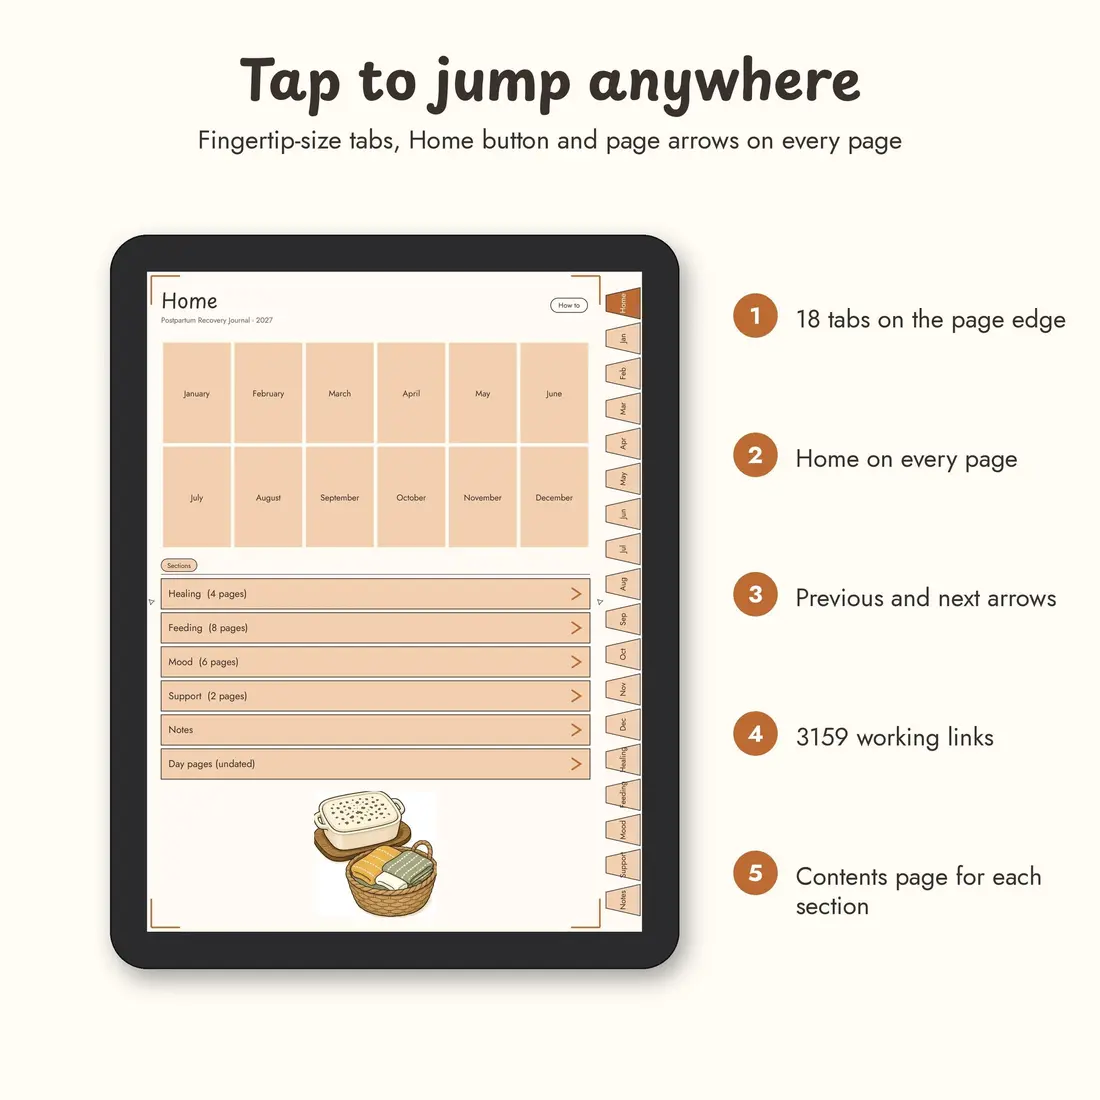 Tap to jump anywhere
Fingertip-size tabs, Home button and page arrows on every page
Home
How to
Postpartum Recovery Journal - 2027
January
February
March
April
May
June
July
August
September
October
November
December
Sections
Healing (4 pages)
Feeding (8 pages)
Mood (6 pages)
Support (2 pages)
Notes
Day pages (undated)
Home
Jan
Feb
Mar
Apr
May
Jun
Jul
Aug
Sep
Oct
Nov
Dec
Healing
Feeding
Mood
Support
Notes
1
18 tabs on the page edge
2
Home on every page
3
Previous and next arrows
4
3159 working links
5
Contents page for each
section